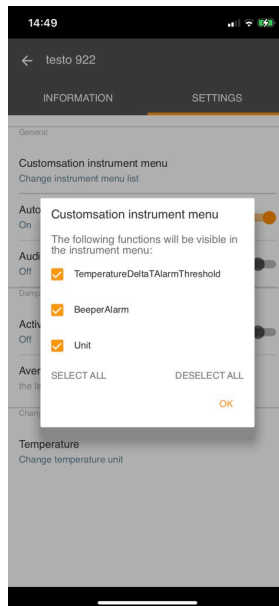 14:49
testo 922
INFORMATION SETTINGS
General
Customsation instrument menu
Change instrument menu list
Auto
On
Audi
Off
Customsation instrument menu
The following functions will be visible in
the instrument menu:
TemperatureDeltaTAlarmThreshold
BeeperAlarm
Unit
SELECT ALL DESELECT ALL
OK
Damp
Activ
Off
Aver
the la
Chang
Temperature
Change temperature unit